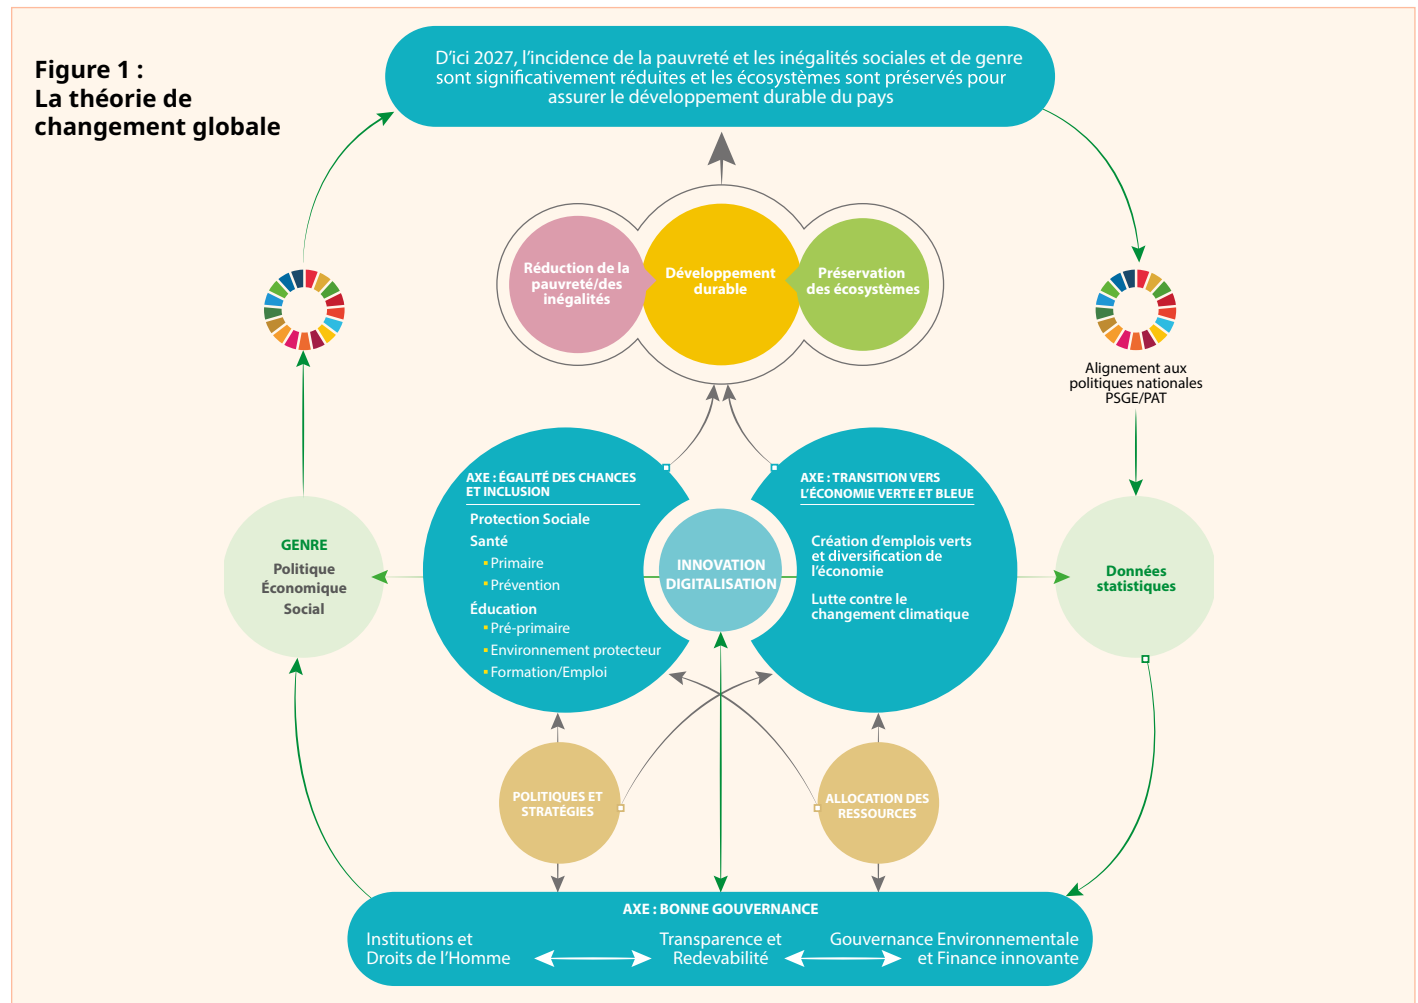 Figure 1 :
La théorie de
changement globale
D’ici 2027, l’incidence de la pauvreté et les inégalités sociales et de genre
sont significativement réduites et les écosystèmes sont préservés pour
assurer le développement durable du pays
Réduction de la
pauvreté/des
inégalités
Développement
durable
Préservation
des écosystèmes
Alignement aux
politiques nationales
PSGE/PAT
AXE : ÉGALITÉ DES CHANCES
ET INCLUSION
Protection Sociale
Santé
Primaire
Prévention
Éducation
Pré-primaire
Environnement protecteur
Formation/Emploi
INNOVATION
DIGITALISATION
AXE : TRANSITION VERS
L’ÉCONOMIE VERTE ET BLEUE
Création d’emplois verts
et diversification de
l’économie
Lutte contre le
changement climatique
GENRE
Politique
Économique
Social
Données
statistiques
POLITIQUES ET
STRATÉGIES
ALLOCATION DES
RESSOURCES
AXE : BONNE GOUVERNANCE
Institutions et
Droits de l’Homme
Transparence et
Redevabilité
Gouvernance Environnementale
et Finance innovante